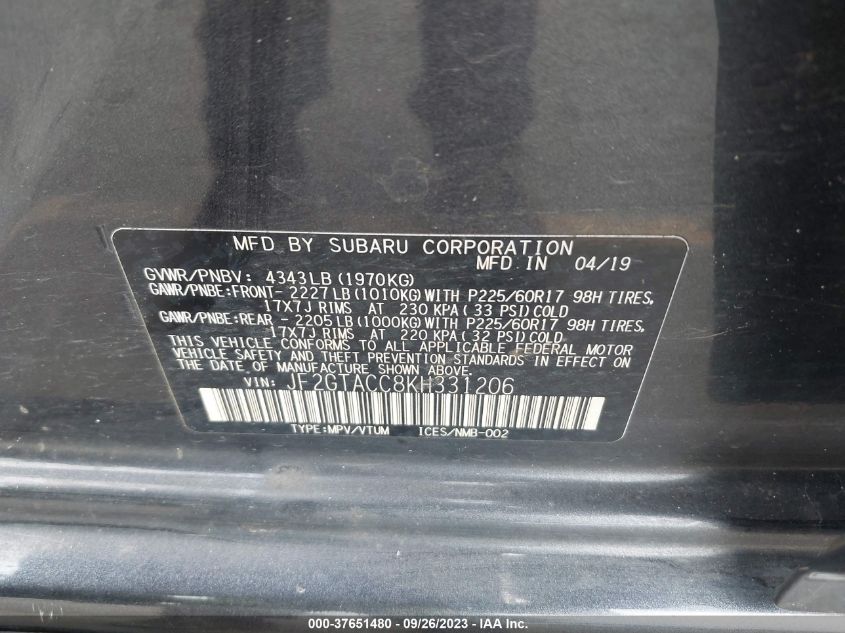 MFD BY SUBARU CORPORATION
MFD IN 04/19
GVWR/PNBV: 4343LB (1970KG)
GAWR/PNBE:FRONT-2227LB(1010KG)WITH P225/60R17 98H TIRES,
17X7J RIMS AT 230 KPA(33 PSI)COLD
GAWR/PNBE:REAR -2205LB(1000KG)WITH P225/60R17 98H TIRES,
17X7J RIMS AT 220 KPA(32 PSI)COLD
THIS VEHICLE CONFORMS TO ALL APPLICABLE FEDERAL MOTOR
VEHICLE SAFETY AND THEFT PREVENTION STANDARDS IN EFFECT ON
THE DATE OF MANUFACTURE SHOWN ABOVE.
VIN: JF2GTACC8KH331206
TYPE:MPV/VTUM ICES/NMB-002
000-37651480 - 09/26/2023 - IAA Inc.